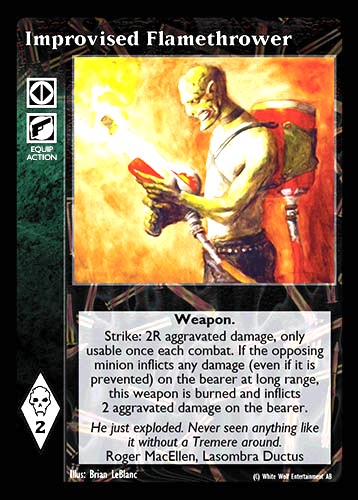 Improvised Flamethrower
EQUIP
ACTION
Weapon.
Strike: 2R aggravated damage, only
usable once each combat. If the opposing
minion inflicts any damage (even if it is
prevented) on the bearer at long range,
this weapon is burned and inflicts
2 aggravated damage on the bearer.
He just exploded. Never seen anything like
it without a Tremere around.
Roger MacEllen, Lasombra Ductus
2
Illus: Brian LeBlanc
(C) White Wolf Entertainment AB